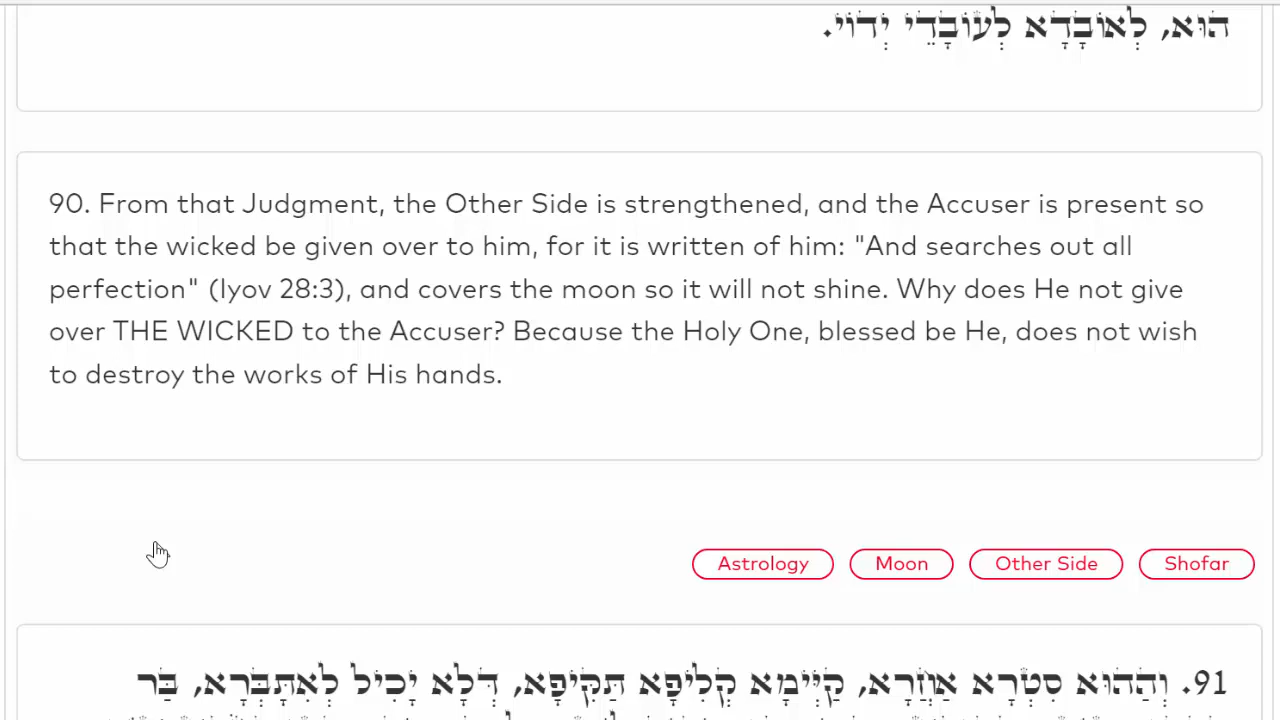 הוּא, לְאוֹבָדָא לְעוֹבָדֵי יְדוֹי.
90. From that Judgment, the Other Side is strengthened, and the Accuser is present so
that the wicked be given over to him, for it is written of him: "And searches out all
perfection" (Iyov 28:3), and covers the moon so it will not shine. Why does He not give
over THE WICKED to the Accuser? Because the Holy One, blessed be He, does not wish
to destroy the works of His hands.
Astrology Moon Other Side Shofar
91. וְהַהוּא סִטְרָא אַחֲרָא, קַיְּימָא קְלִיפָּא תַּקִּיפָּא, דְּלָא יָכִיל לְאִתָּבְּרָא, בַּר